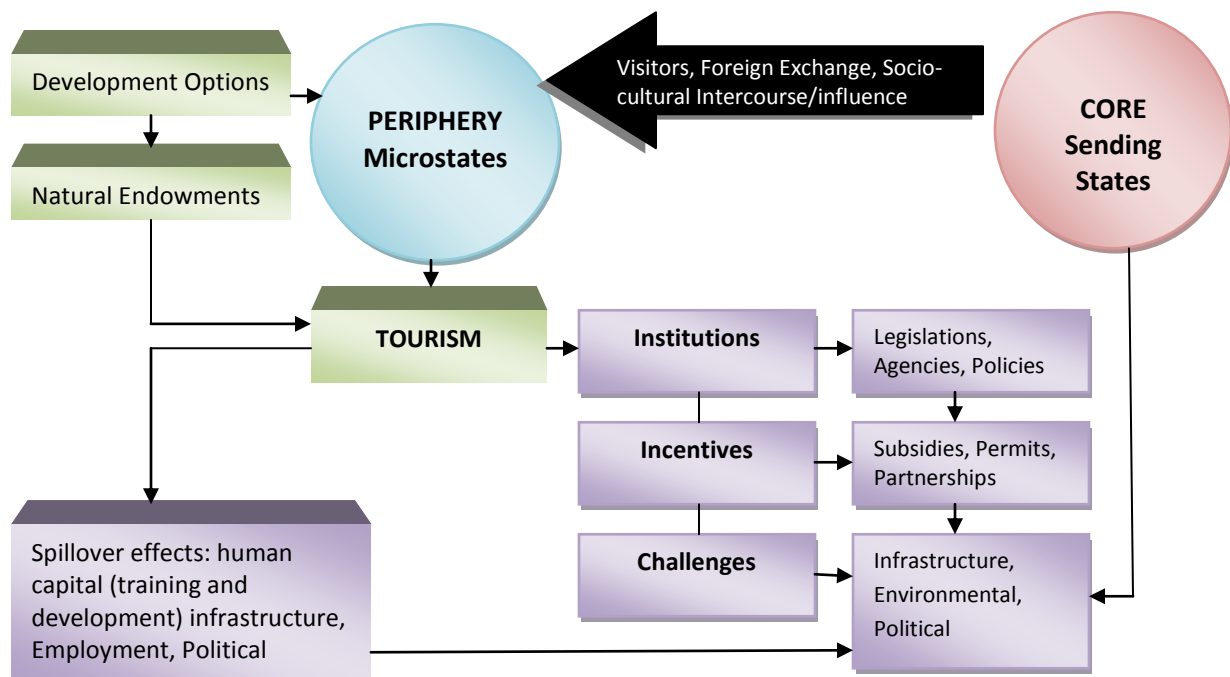 Development Options
PERIPHERY
Microstates
Visitors, Foreign Exchange, Socio-
cultural Intercourse/influence
CORE
Sending
States
Natural Endowments
TOURISM
Institutions
Legislations,
Agencies, Policies
Incentives
Subsidies, Permits,
Partnerships
Spillover effects: human
capital (training and
development) infrastructure,
Employment, Political
Challenges
Infrastructure,
Environmental,
Political